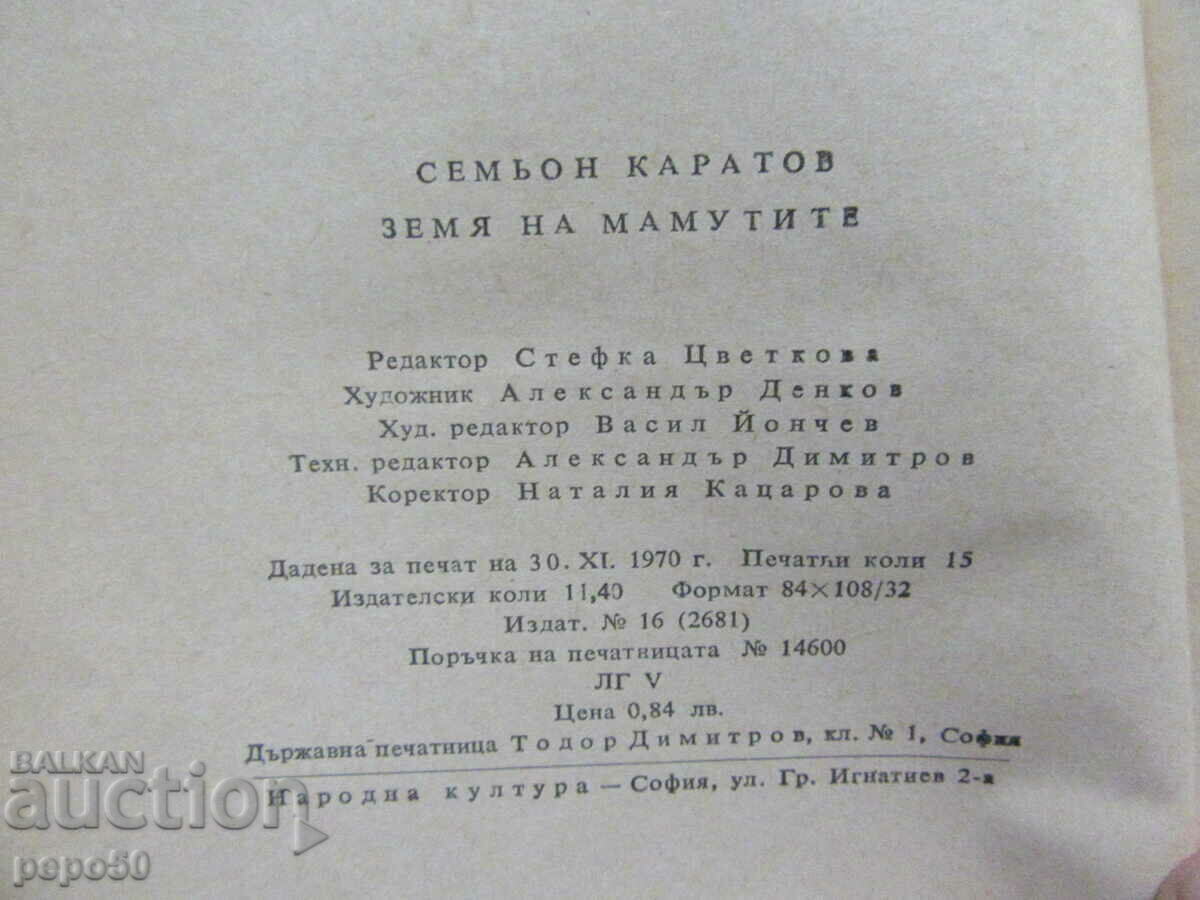 СЕМЬОН КАРАТОВ
ЗЕМЯ НА МАМУТИТЕ
Редактор Стефка Цветкова
Художник Александър Денков
Худ. редактор Васил Йончев
Техн. редактор Александър Димитров
Коректор Наталия Кацарова
Дадена за печат на 30. XI. 1970 г. Печатни коли 15
Издателски коли 11,40 Формат 84×108/32
Издат. № 16 (2681)
Поръчка на печатницата № 14600
ЛГ V
Цена 0,84 лв.
Държавна печатница Тодор Димитров, кл. № 1, София
Народна култура — София, ул. Гр. Игнатиев 2-а
BALKAN
auction
pepo50